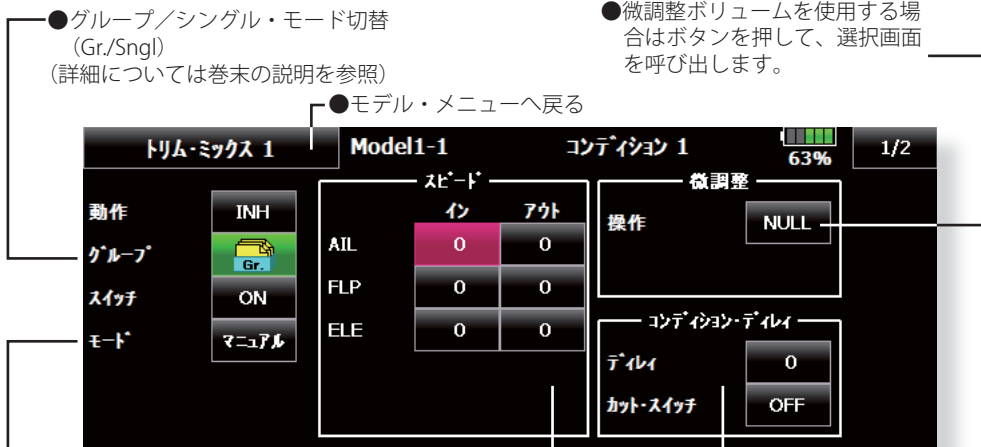 ●グループ／シングル・モード切替
（Gr./Sngl）
（詳細については巻末の説明を参照）
●微調整ボリュームを使用する場
合はボタンを押して、選択画面
を呼び出します。
●モデル・メニューへ戻る
トリム･ミックス 1 Model1-1 コンディション 1 63% 1/2
スピード
イン アウト
動作 INH
グループ Gr.
スイッチ ON
モード マニュアル
AIL 0 0
FLP 0 0
ELE 0 0
微調整
操作 NULL
コンディション･ディレイ
ディレイ 0
カット･スイッチ OFF